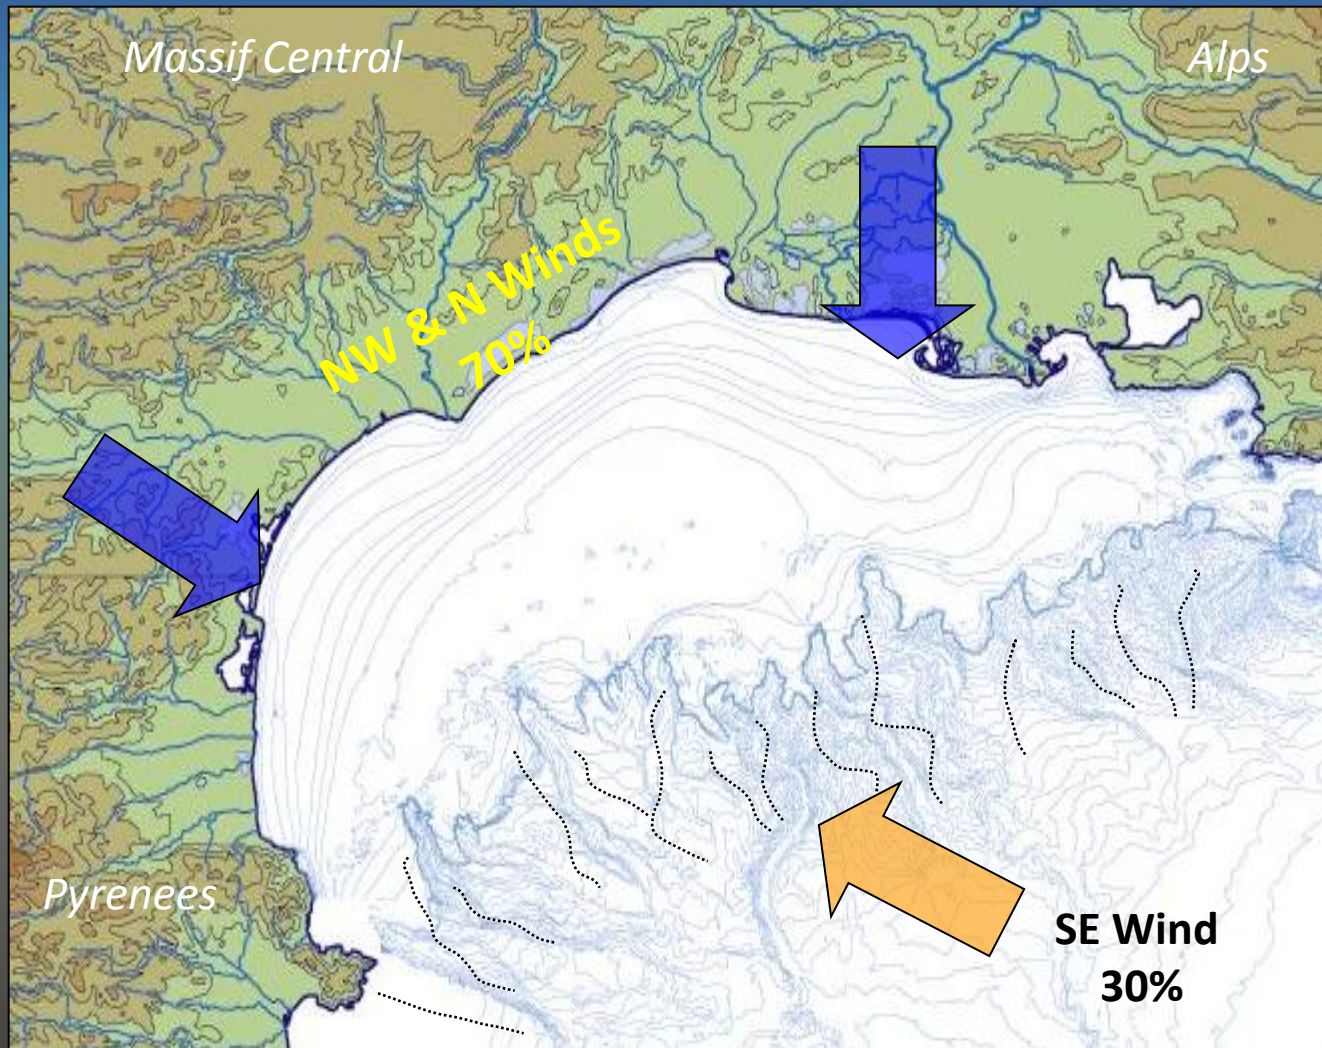 Massif Central
Alps
NW & N Winds
70%
Pyrenees
SE Wind
30%